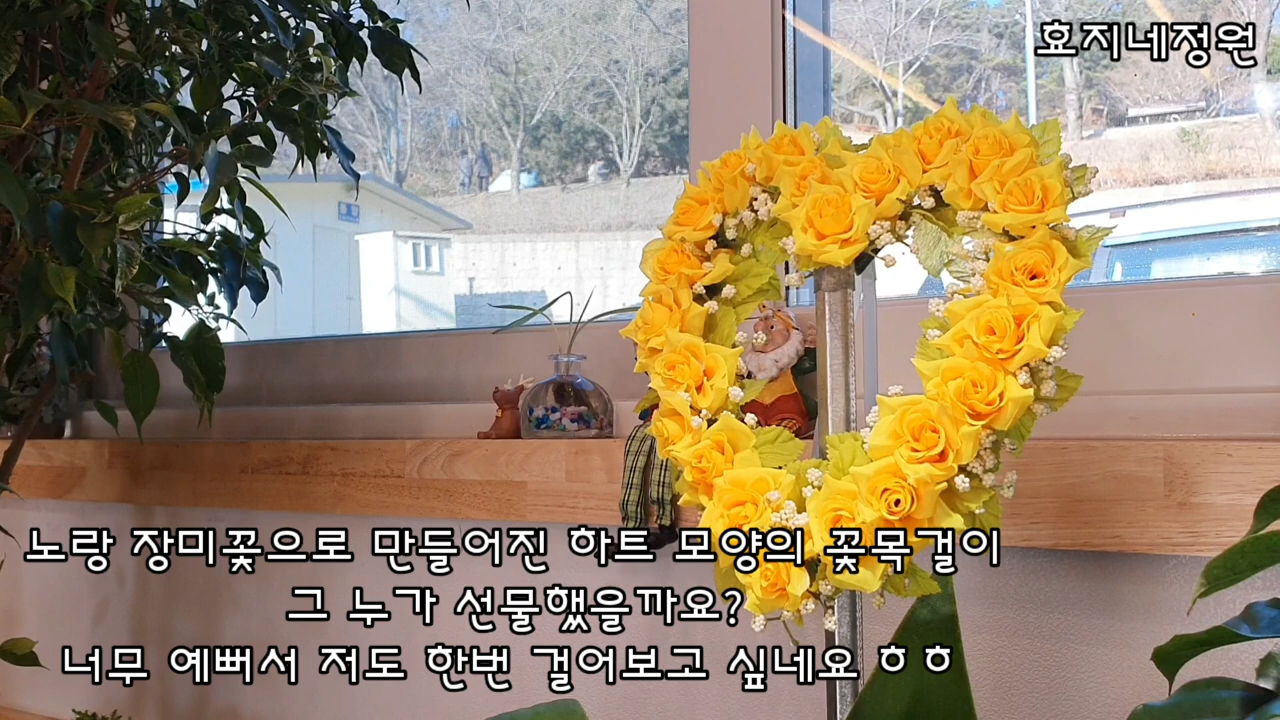 효지네정원
노랑 장미꽃으로 만들어진 하트 모양의 꽃목걸이
그 누가 선물했을까요?
너무 예뻐서 저도 한번 걸어보고 싶네요 ㅎㅎ